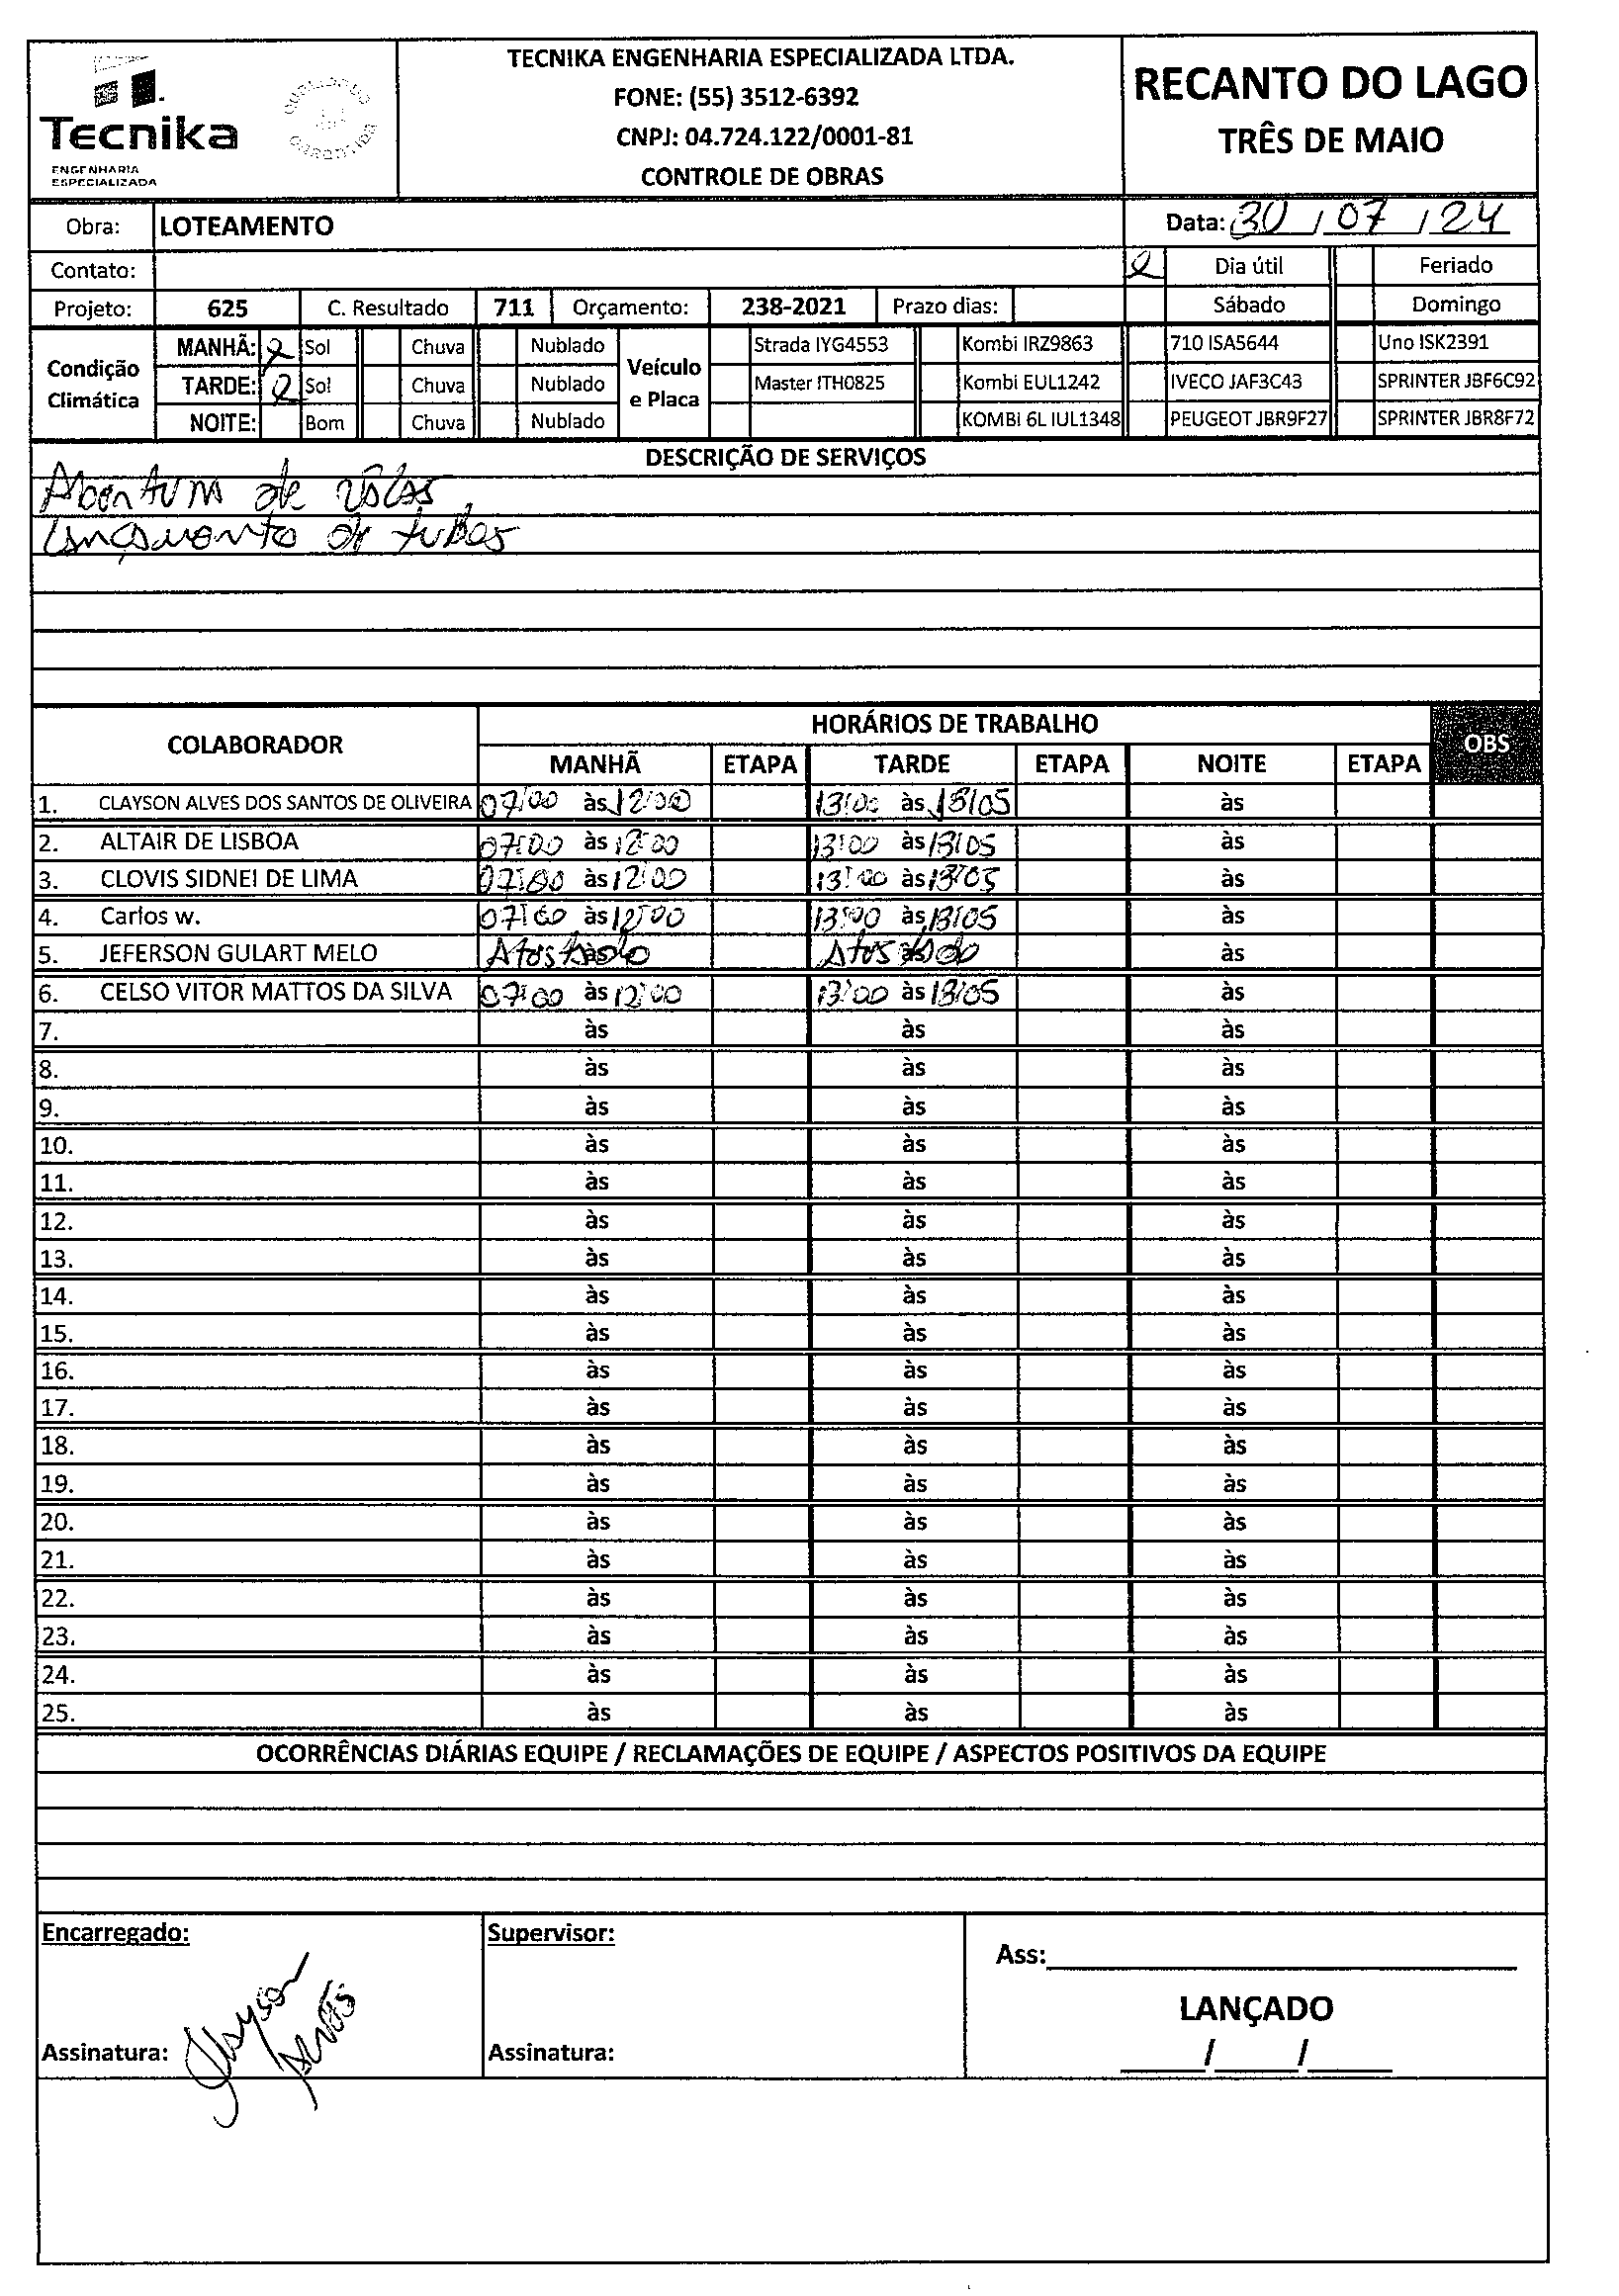 Tecnika
ENGENHARIA
ESPECIALIZADA
TECNIKA ENGENHARIA ESPECIALIZADA LTDA.
FONE: (55) 3512-6392
CNPJ: 04.724.122/0001-81
CONTROLE DE OBRAS
RECANTO DO LAGO
TRÊS DE MAIO
Obra: LOTEAMENTO Data: 30/07/24
Contato: Dia útil Feriado
Projeto: 625 C. Resultado 711 Orçamento: 238-2021 Prazo dias: Sábado Domingo
Condição Climática
MANHÃ: Sol Chuva Nublado
TARDE: Sol Chuva Nublado
NOITE: Bom Chuva Nublado
Veículo e Placa
Strada IYG4553 Kombi IRZ9863 710 ISA5644 Uno ISK2391
Master ITH0825 Kombi EUL1242 IVECO JAF3C43 SPRINTER JBF6C92
KOMBI 6L IUL1348 PEUGEOT JBR9F27 SPRINTER JBR8F72
DESCRIÇÃO DE SERVIÇOS
Abertura de valas
Lançamento de tubos
COLABORADOR HORÁRIOS DE TRABALHO OBS
MANHÃ ETAPA TARDE ETAPA NOITE ETAPA
1. CLAYSON ALVES DOS SANTOS DE OLIVEIRA 07:00 às 12:00 13:00 às 18:05 às
2. ALTAIR DE LISBOA 07:00 às 12:00 13:00 às 18:05 às
3. CLOVIS SIDNEI DE LIMA 07:00 às 12:00 13:00 às 18:05 às
4. Carlos w. 07:00 às 12:00 13:00 às 18:05 às
5. JEFERSON GULART MELO Atestado às Atestado às às
6. CELSO VITOR MATTOS DA SILVA 07:00 às 12:00 13:00 às 18:05 às
7. às às às
8. às às às
9. às às às
10. às às às
11. às às às
12. às às às
13. às às às
14. às às às
15. às às às
16. às às às
17. às às às
18. às às às
19. às às às
20. às às às
21. às às às
22. às às às
23. às às às
24. às às às
25. às às às
OCORRÊNCIAS DIÁRIAS EQUIPE / RECLAMAÇÕES DE EQUIPE / ASPECTOS POSITIVOS DA EQUIPE
Encarregado: Supervisor: Ass:
LANÇADO
Assinatura: Clayson Alves Assinatura: / /